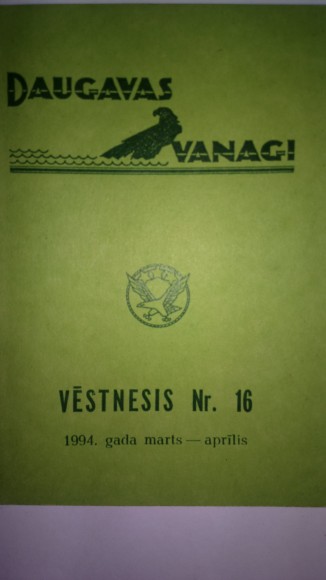 DAUGAVAS
VANAGI
VĒSTNESIS Nr. 16
1994. gada marts — aprīlis